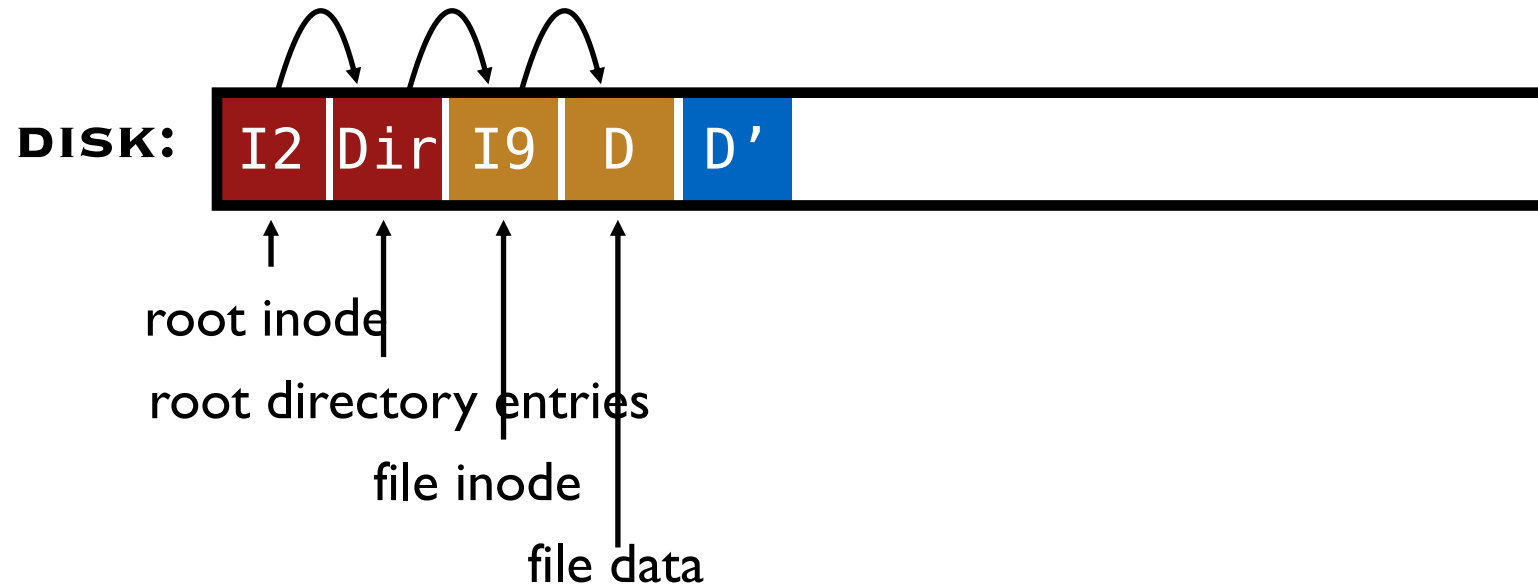 DISK: I2 Dir I9 D D’
root inode
root directory entries
file inode
file data